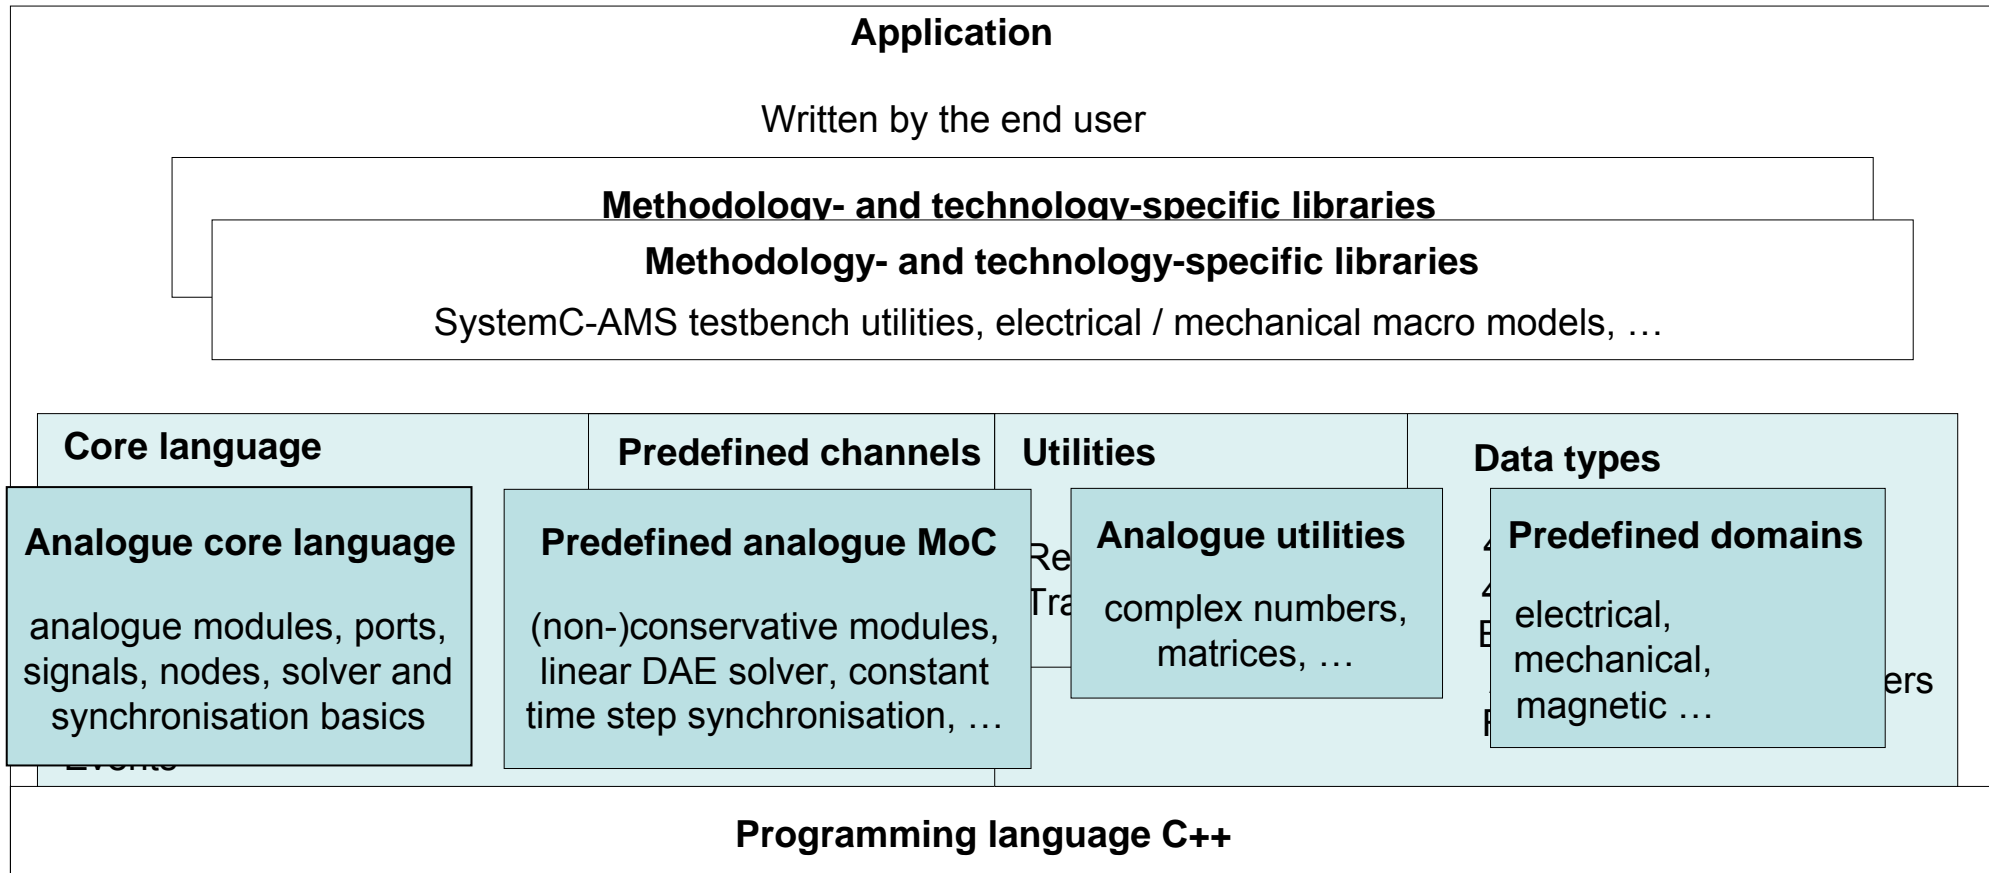 Application
Written by the end user
Methodology- and technology-specific libraries
Methodology- and technology-specific libraries
SystemC-AMS testbench utilities, electrical / mechanical macro models, …
Core language
Predefined channels
Utilities
Data types
Analogue core language
analogue modules, ports,
signals, nodes, solver and
synchronisation basics
Events
Predefined analogue MoC
(non-)conservative modules,
linear DAE solver, constant
time step synchronisation, …
Analogue utilities
complex numbers,
matrices, …
Predefined domains
electrical,
mechanical,
magnetic …
Programming language C++